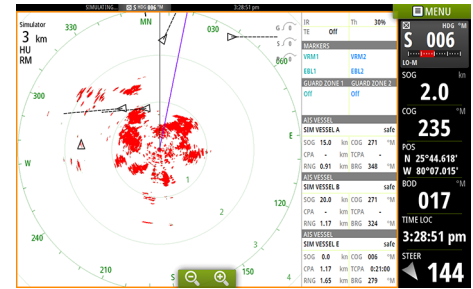 SIMULATING... S HDG 006 °M 3:28:51 pm
MENU
Simulator
3 km
HU
RM
MN
300
W
240
210
S
150
E
060
1
2
3
4
G
S
B
IR Th 30%
TE Off
MARKERS
VRM1 VRM2
EBL1 EBL2
GUARD ZONE 1 GUARD ZONE 2
Off Off
AIS VESSEL
SIM VESSEL A safe
SOG 15.0 kn COG 271 °M
CPA - km TCPA -
RNG 0.91 km BRG 348 °M
AIS VESSEL
SIM VESSEL B safe
SOG 20.0 kn COG 271 °M
CPA - km TCPA -
RNG 1.17 km BRG 324 °M
AIS VESSEL
SIM VESSEL E safe
SOG 0.0 kn COG 006 °M
CPA 1.17 km TCPA 0:21:00
RNG 1.65 km BRG 279 °M
HDG °M
S 006
LO-M
SOG kn
2.0
COG °M
235
POS
N 25°44.618'
W 80°07.015'
BOD °M
017
TIME LOC
3:28:51 pm
STEER
144